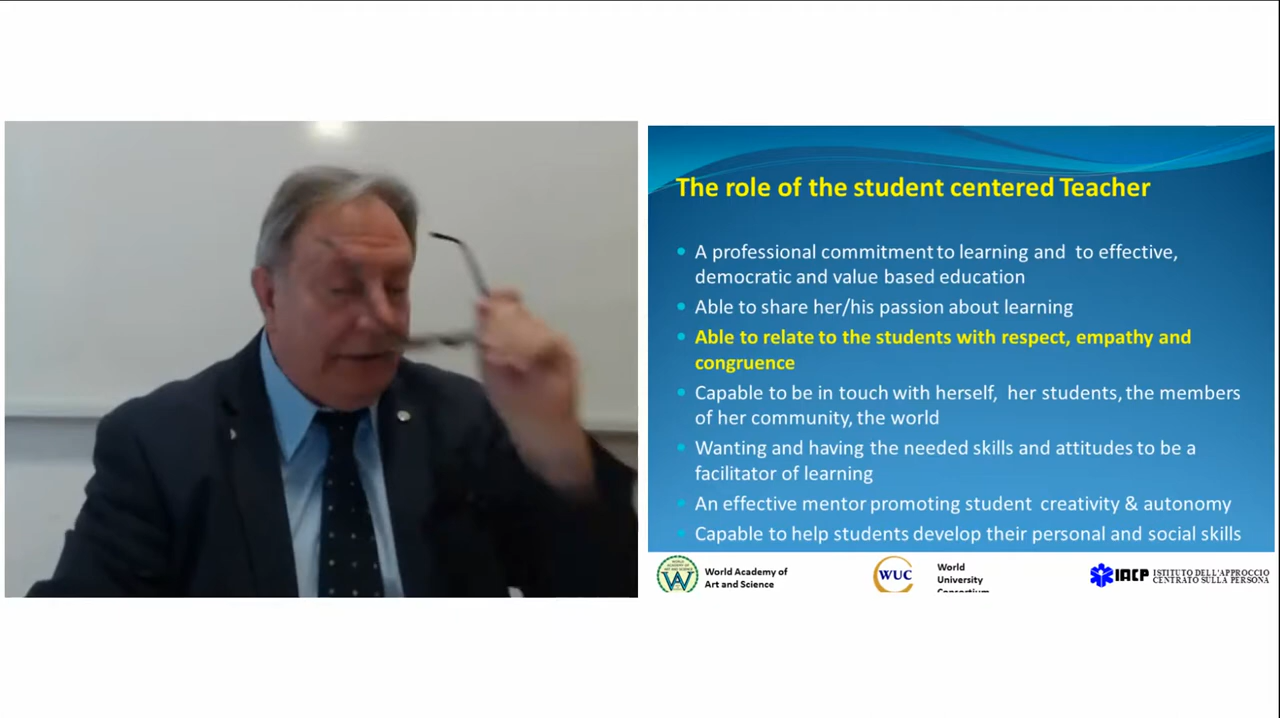 The role of the student centered Teacher
• A professional commitment to learning and to effective,
democratic and value based education
• Able to share her/his passion about learning
• Able to relate to the students with respect, empathy and
congruence
• Capable to be in touch with herself, her students, the members
of her community, the world
• Wanting and having the needed skills and attitudes to be a
facilitator of learning
• An effective mentor promoting student creativity & autonomy
• Capable to help students develop their personal and social skills
World Academy of
Art and Science
WUC
World
University
Consortium
IACP
ISTITUTO DELL'APPROCCIO
CENTRATO SULLA PERSONA